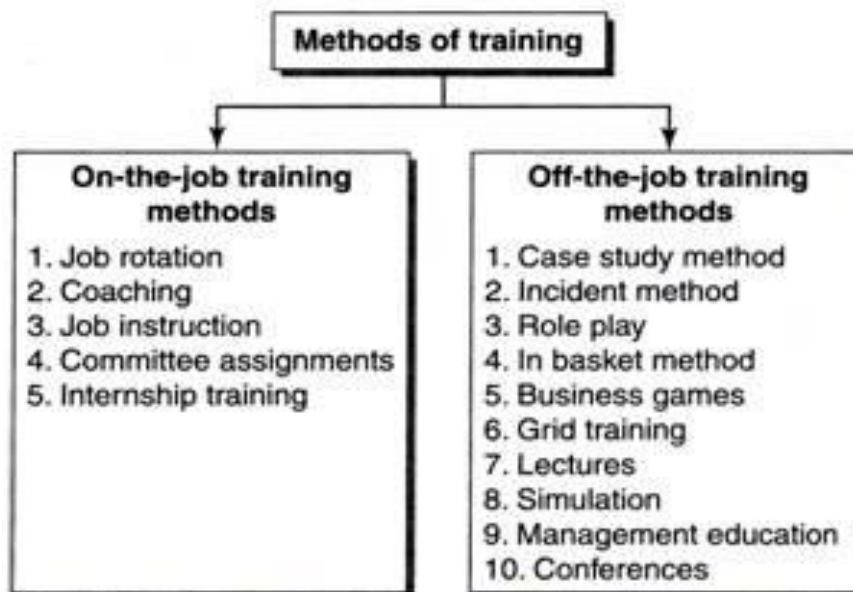 Methods of training
On-the-job training
methods
1. Job rotation
2. Coaching
3. Job instruction
4. Committee assignments
5. Internship training
Off-the-job training
methods
1. Case study method
2. Incident method
3. Role play
4. In basket method
5. Business games
6. Grid training
7. Lectures
8. Simulation
9. Management education
10. Conferences